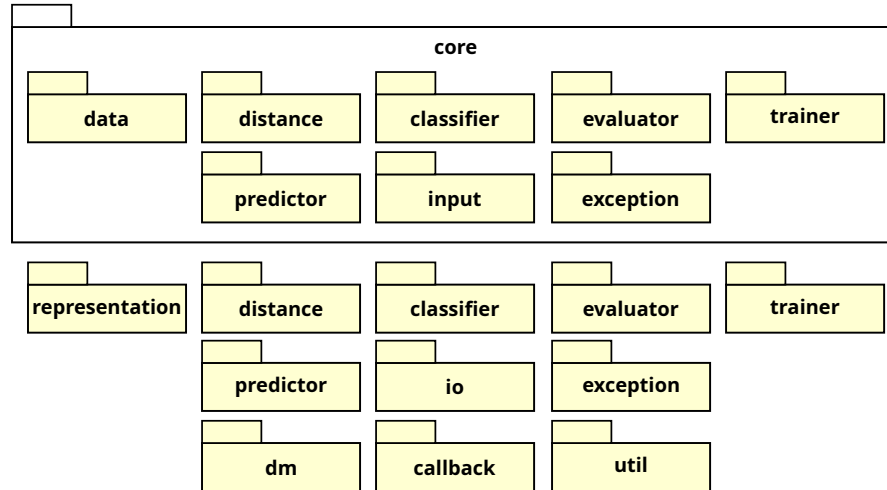 core
data distance classifier evaluator trainer
predictor input exception
representation distance classifier evaluator trainer
predictor io exception
dm callback util